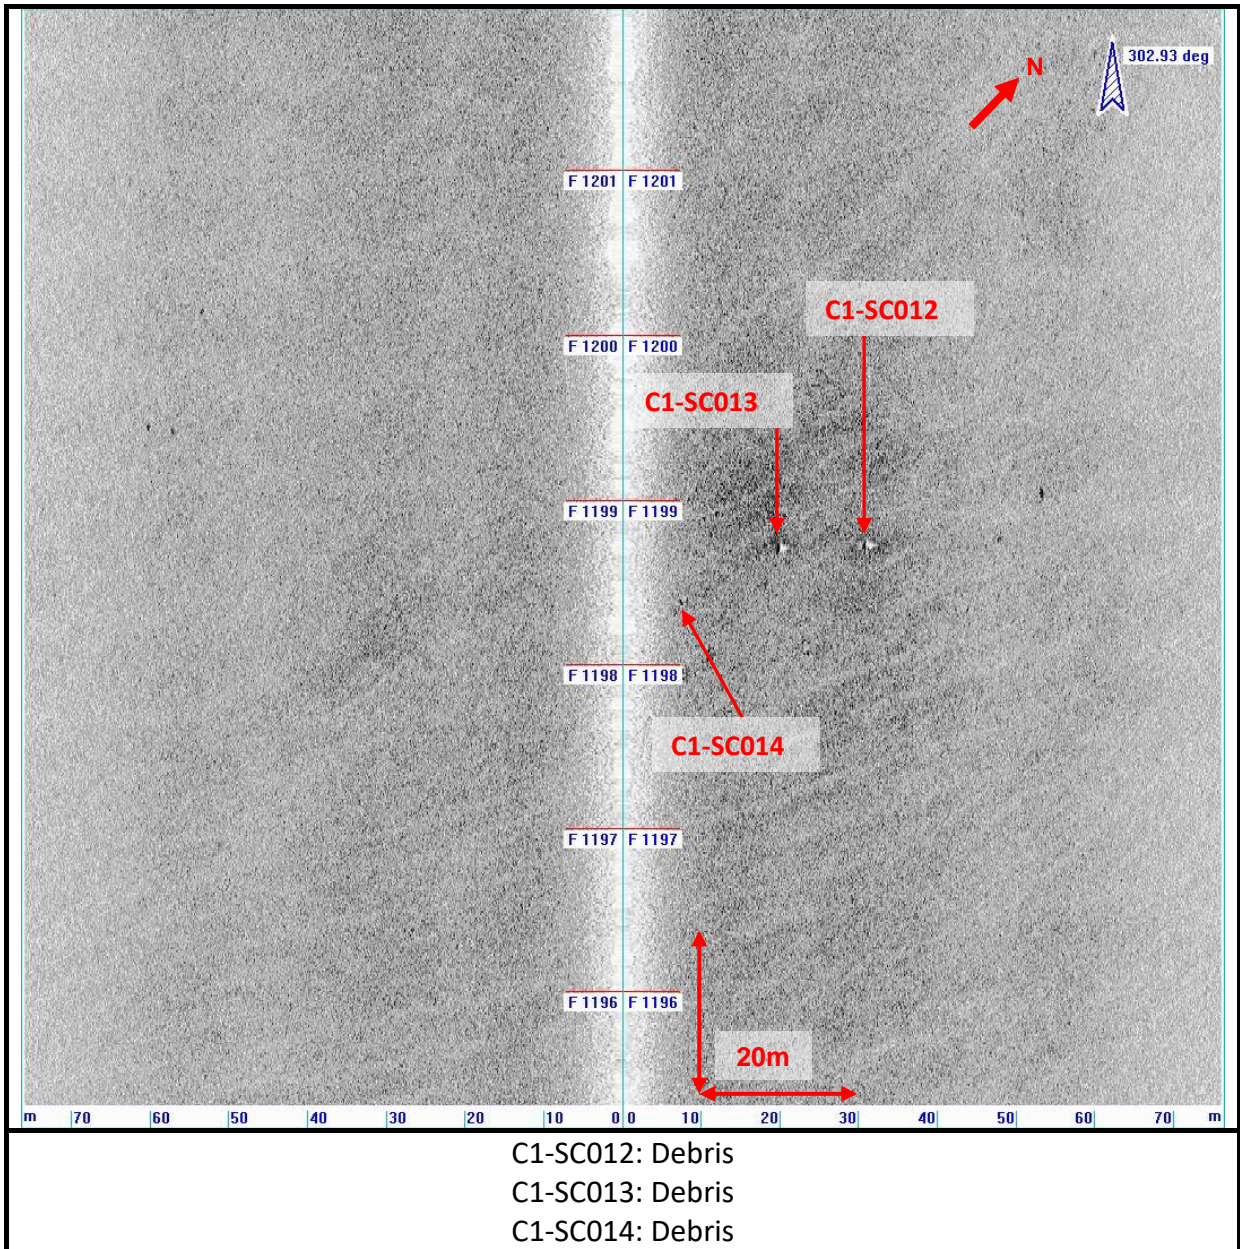 302.93 deg
N
F 1201 F 1201
C1-SC012
F 1200 F 1200
C1-SC013
F 1199 F 1199
F 1198 F 1198
C1-SC014
F 1197 F 1197
F 1196 F 1196
20m
m 70 60 50 40 30 20 10 0 0 10 20 30 40 50 60 70 m
C1-SC012: Debris
C1-SC013: Debris
C1-SC014: Debris